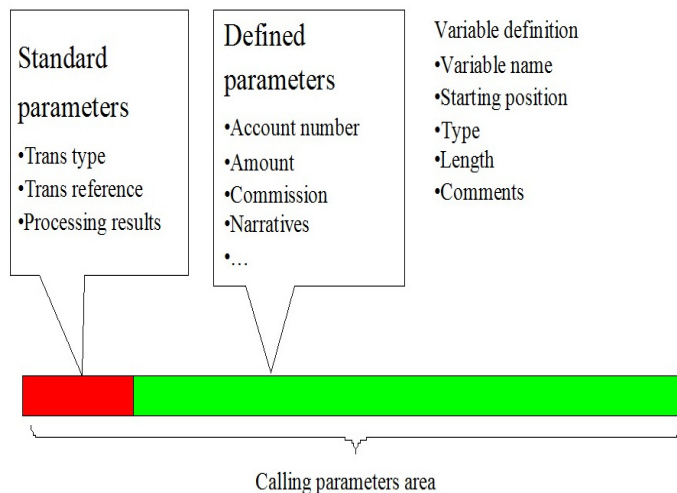 Standard
parameters
•Trans type
•Trans reference
•Processing results
Defined
parameters
•Account number
•Amount
•Commission
•Narratives
•…
Variable definition
•Variable name
•Starting position
•Type
•Length
•Comments
Calling parameters area